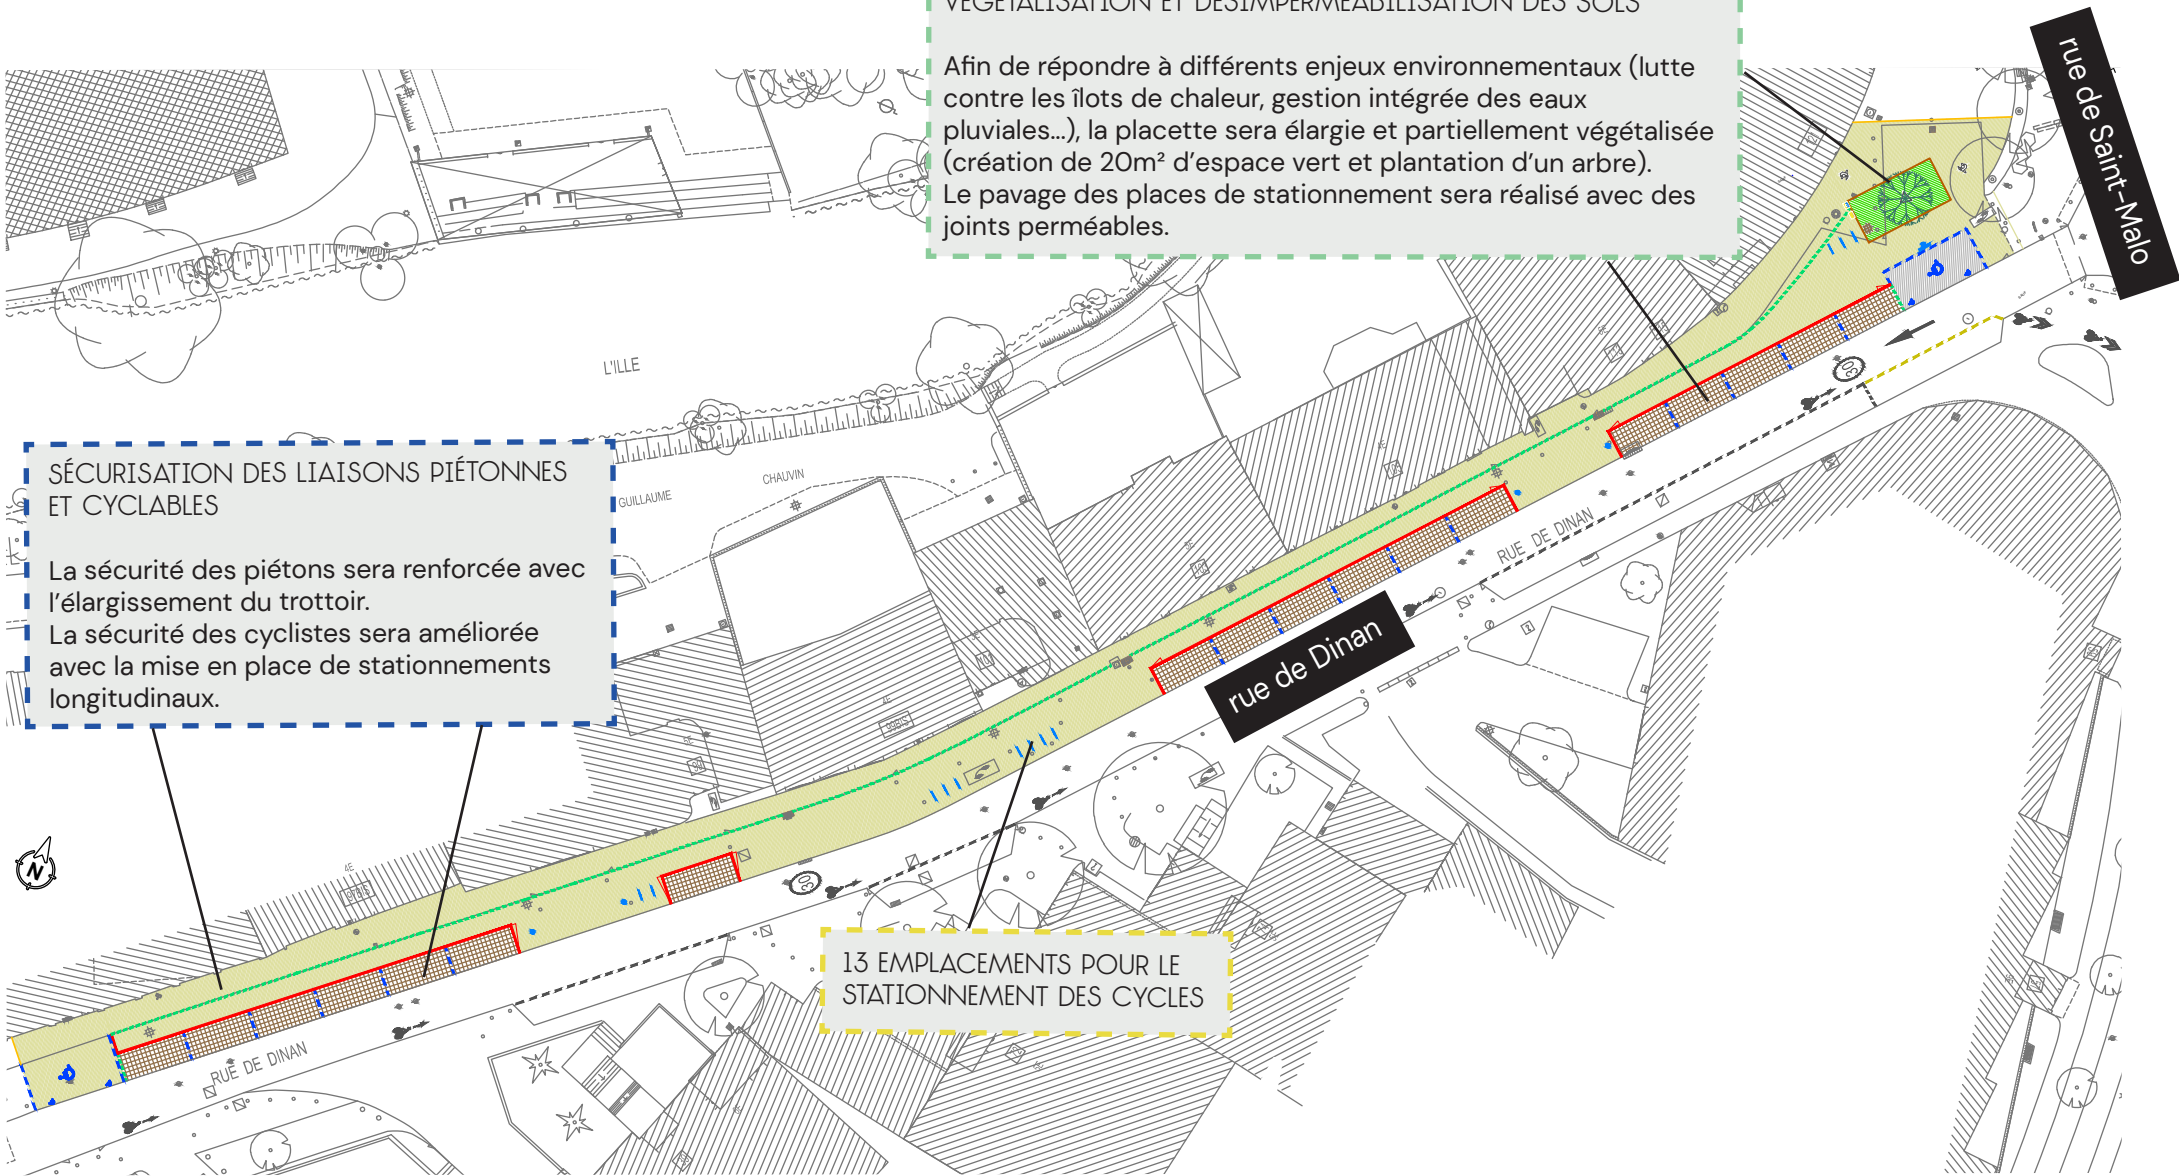 VÉGÉTALISATION ET DÉSIMPERMÉABILISATION DES SOLS
Afin de répondre à différents enjeux environnementaux (lutte
contre les îlots de chaleur, gestion intégrée des eaux
pluviales...), la placette sera élargie et partiellement végétalisée
(création de 20m² d'espace vert et plantation d'un arbre).
Le pavage des places de stationnement sera réalisé avec des
joints perméables.
rue de Saint-Malo
L'ILLE
SÉCURISATION DES LIAISONS PIÉTONNES
ET CYCLABLES
La sécurité des piétons sera renforcée avec
l'élargissement du trottoir.
La sécurité des cyclistes sera améliorée
avec la mise en place de stationnements
longitudinaux.
GUILLAUME
CHAUVIN
30
RUE DE DINAN
rue de Dinan
99BIS
30
N
13 EMPLACEMENTS POUR LE
STATIONNEMENT DES CYCLES
RUE DE DINAN